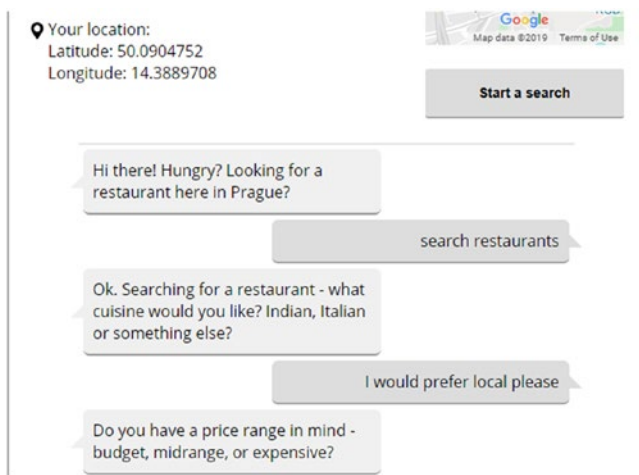 Your location:
Latitude: 50.0904752
Longitude: 14.3889708
Google
Map data ©2019 Terms of Use
Start a search
Hi there! Hungry? Looking for a
restaurant here in Prague?
search restaurants
Ok. Searching for a restaurant - what
cuisine would you like? Indian, Italian
or something else?
I would prefer local please
Do you have a price range in mind -
budget, midrange, or expensive?